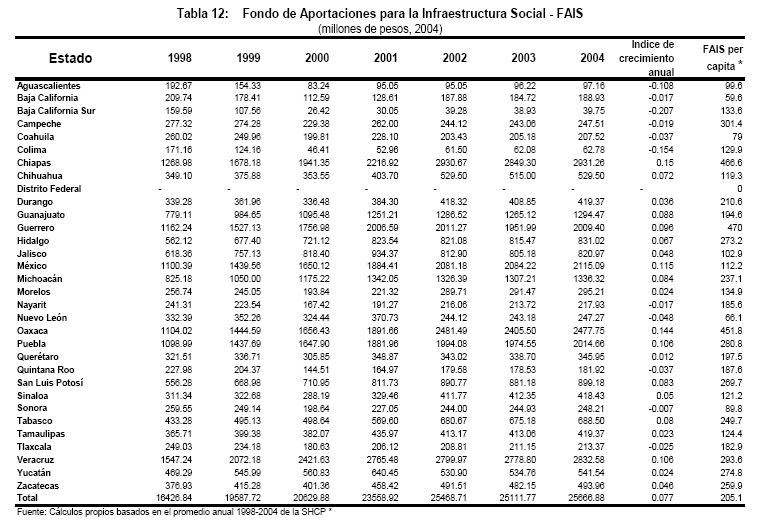 Tabla 12: Fondo de Aportaciones para la Infraestructura Social - FAIS
(millones de pesos, 2004)
Estado 1998 1999 2000 2001 2002 2003 2004 Indice de crecimiento anual FAIS per capita *
Aguascalientes 192.67 154.33 83.24 95.05 95.05 96.22 97.16 -0.108 99.6
Baja California 209.74 178.41 112.59 128.61 187.88 184.72 188.93 -0.017 59.6
Baja California Sur 159.59 107.56 26.42 30.05 39.28 38.93 39.75 -0.207 133.6
Campeche 277.32 274.28 229.38 262.00 244.12 243.06 247.51 -0.019 301.4
Coahuila 260.02 249.96 199.81 228.10 203.43 205.18 207.52 -0.037 79
Colima 171.16 124.16 46.41 52.96 61.50 62.08 62.78 -0.154 129.9
Chiapas 1268.98 1678.18 1941.35 2216.92 2930.67 2849.30 2931.26 0.15 466.6
Chihuahua 349.10 375.88 353.55 403.70 529.50 515.00 529.50 0.072 119.3
Distrito Federal - - - - - - - - 0
Durango 339.28 361.96 336.48 384.30 418.32 408.85 419.37 0.036 210.6
Guanajuato 779.11 984.65 1095.48 1251.21 1286.52 1265.12 1294.47 0.088 194.6
Guerrero 1162.24 1527.13 1756.98 2006.59 2011.27 1951.99 2009.40 0.096 470
Hidalgo 562.12 677.40 721.12 823.54 821.08 815.47 831.02 0.067 273.2
Jalisco 618.36 757.13 818.40 934.37 812.90 805.18 820.97 0.048 102.9
México 1100.39 1439.56 1650.12 1884.41 2081.18 2084.22 2115.09 0.115 112.2
Michoacán 825.18 1050.00 1175.22 1342.05 1326.39 1307.21 1336.32 0.084 237.1
Morelos 256.74 245.05 193.84 221.32 289.71 291.47 295.21 0.024 134.9
Nayarit 241.31 223.54 167.42 191.27 216.06 213.72 217.93 -0.017 185.6
Nuevo León 332.39 352.26 324.44 370.73 244.12 243.18 247.27 -0.048 66.1
Oaxaca 1104.02 1444.59 1656.43 1891.66 2481.49 2405.50 2477.75 0.144 451.8
Puebla 1098.99 1437.69 1647.90 1881.96 1994.08 1974.55 2014.66 0.106 280.8
Querétaro 321.51 336.71 305.85 348.87 343.02 338.70 345.95 0.012 197.5
Quintana Roo 227.98 204.37 144.51 164.97 179.58 178.53 181.92 -0.037 187.6
San Luis Potosí 556.28 668.98 710.95 811.73 890.77 881.18 899.18 0.083 269.7
Sinaloa 311.34 322.68 288.19 329.46 411.77 412.35 418.43 0.05 121.2
Sonora 259.55 249.14 198.64 227.05 244.00 244.93 248.21 -0.007 89.8
Tabasco 433.28 495.13 498.64 569.60 680.67 675.18 688.50 0.08 249.7
Tamaulipas 365.71 399.38 382.07 435.97 413.17 413.06 419.37 0.023 124.4
Tlaxcala 249.03 234.18 180.63 206.12 208.81 211.15 213.37 -0.025 182.9
Veracruz 1547.24 2072.18 2421.63 2765.48 2799.97 2778.80 2832.58 0.106 293.6
Yucatán 469.29 545.99 560.83 640.45 530.90 534.76 541.54 0.024 274.8
Zacatecas 376.93 415.28 401.36 458.42 491.51 482.15 493.96 0.046 259.9
Total 16426.84 19587.72 20629.88 23558.92 25468.71 25111.77 25666.88 0.077 205.1
Fuente: Cálculos propios basados en el promedio anual 1998-2004 de la SHCP *